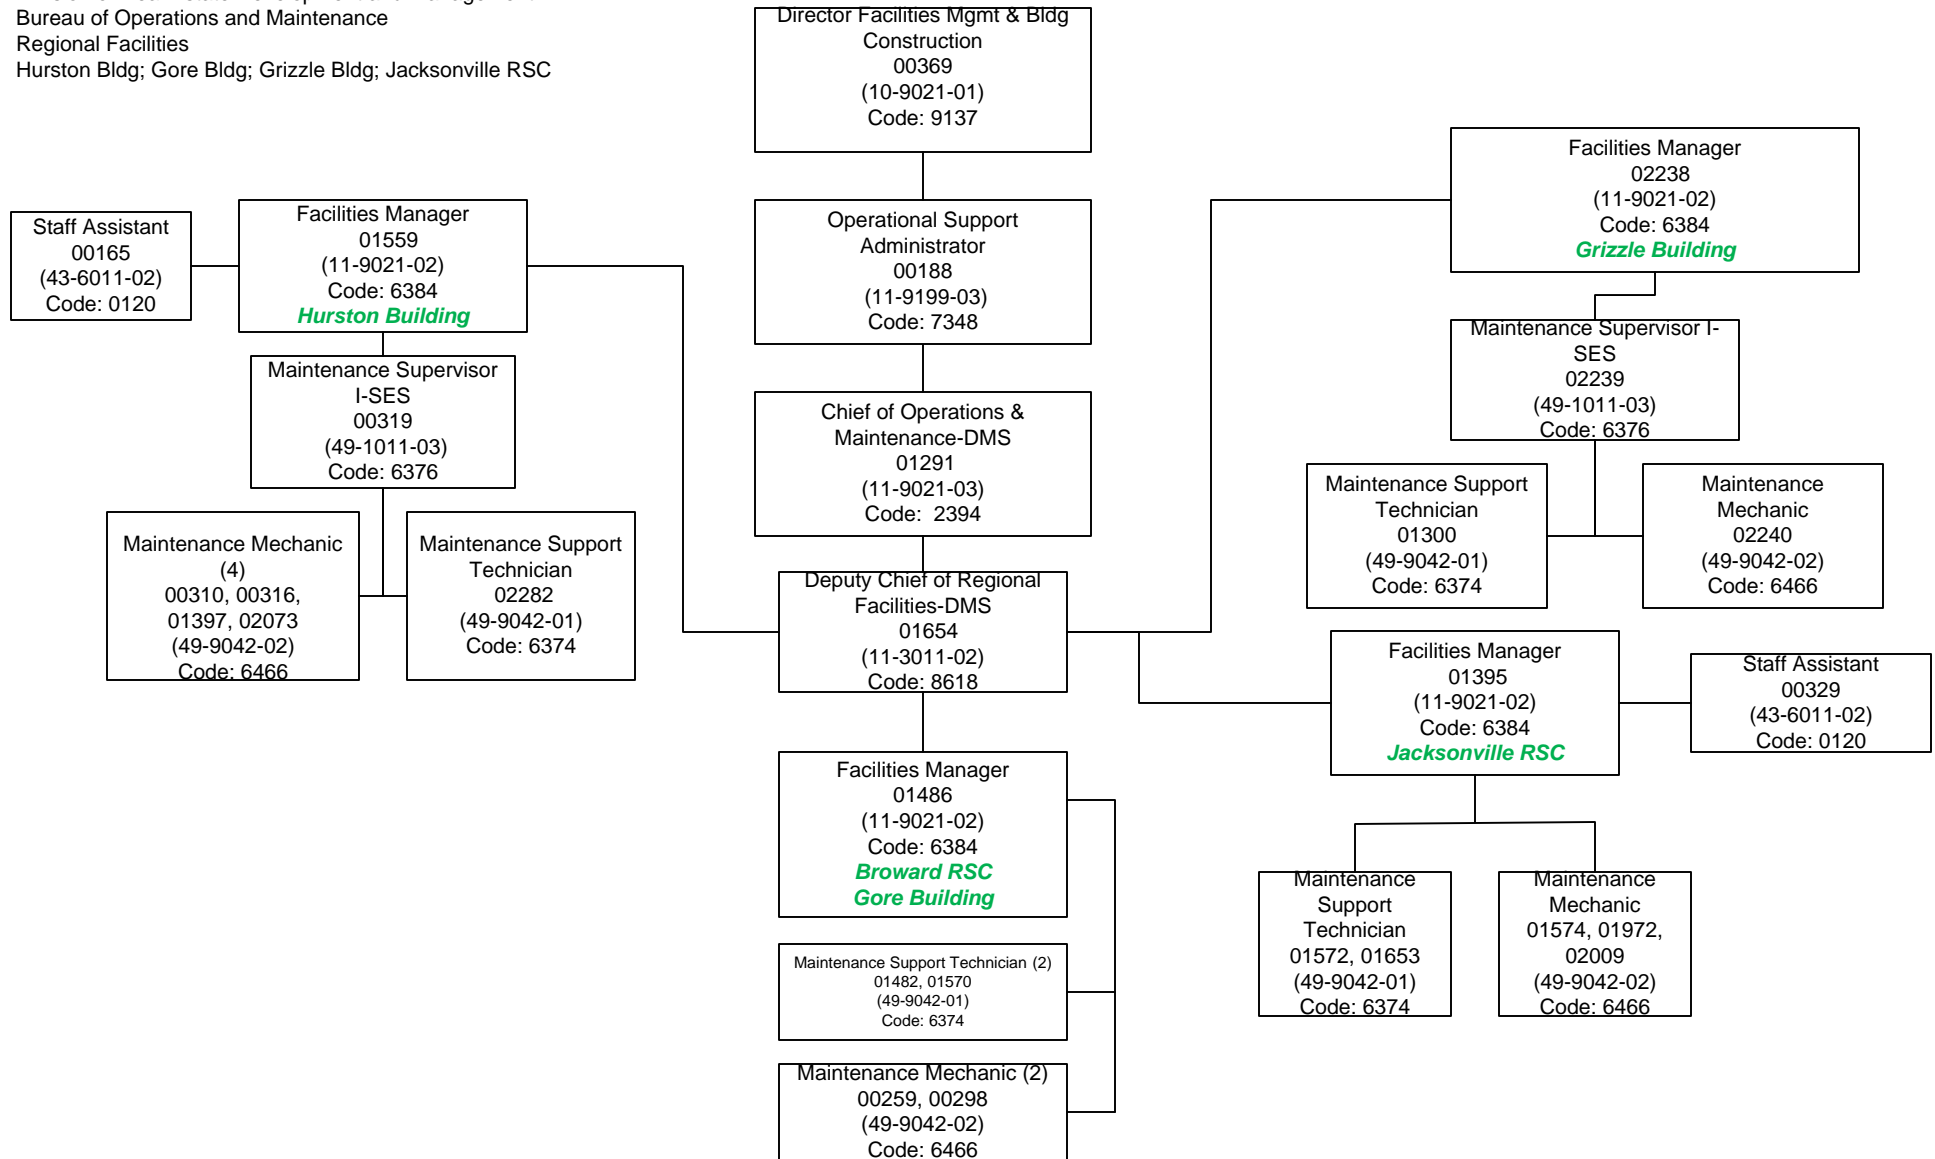 Bureau of Operations and Maintenance
Regional Facilities
Hurston Bldg; Gore Bldg; Grizzle Bldg; Jacksonville RSC
Director Facilities Mgmt & Bldg
Construction
00369
(10-9021-01)
Code: 9137
Operational Support
Administrator
00188
(11-9199-03)
Code: 7348
Chief of Operations &
Maintenance-DMS
01291
(11-9021-03)
Code:  2394
Deputy Chief of Regional
Facilities-DMS
01654
(11-3011-02)
Code: 8618
Staff Assistant
00165
(43-6011-02)
Code: 0120
Facilities Manager
01559
(11-9021-02)
Code: 6384
Hurston Building
Maintenance Supervisor
I-SES
00319
(49-1011-03)
Code: 6376
Maintenance Mechanic
(4)
00310, 00316,
01397, 02073
(49-9042-02)
Code: 6466
Maintenance Support
Technician
02282
(49-9042-01)
Code: 6374
Facilities Manager
01486
(11-9021-02)
Code: 6384
Broward RSC
Gore Building
Maintenance Support Technician (2)
01482, 01570
(49-9042-01)
Code: 6374
Maintenance Mechanic (2)
00259, 00298
(49-9042-02)
Code: 6466
Facilities Manager
02238
(11-9021-02)
Code: 6384
Grizzle Building
Maintenance Supervisor I-
SES
02239
(49-1011-03)
Code: 6376
Maintenance Support
Technician
01300
(49-9042-01)
Code: 6374
Maintenance
Mechanic
02240
(49-9042-02)
Code: 6466
Facilities Manager
01395
(11-9021-02)
Code: 6384
Jacksonville RSC
Staff Assistant
00329
(43-6011-02)
Code: 0120
Maintenance
Support
Technician
01572, 01653
(49-9042-01)
Code: 6374
Maintenance
Mechanic
01574, 01972,
02009
(49-9042-02)
Code: 6466